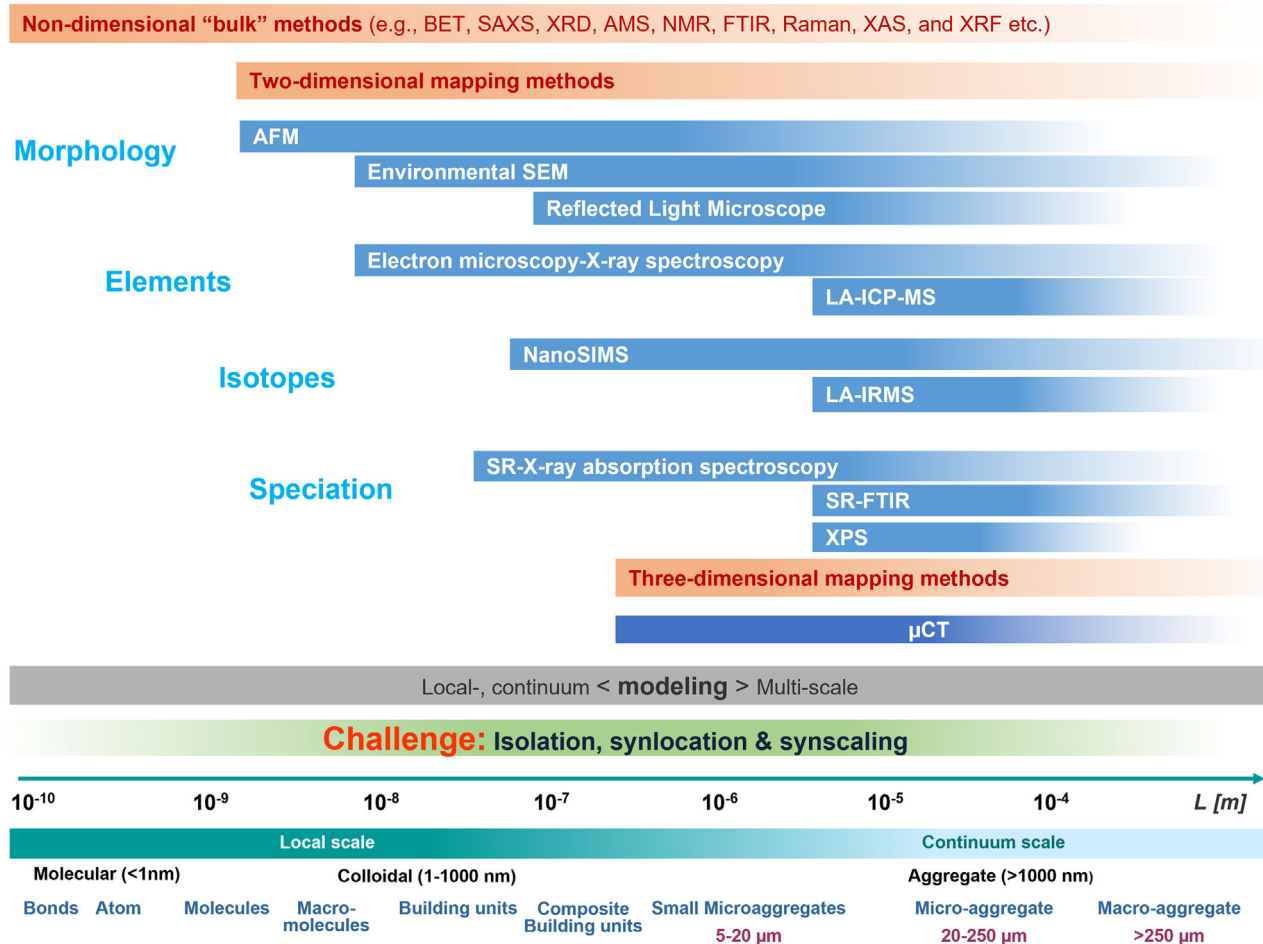 Non-dimensional “bulk” methods (e.g., BET, SAXS, XRD, AMS, NMR, FTIR, Raman, XAS, and XRF etc.)
Two-dimensional mapping methods
Morphology
AFM
Environmental SEM
Reflected Light Microscope
Elements
Electron microscopy-X-ray spectroscopy
LA-ICP-MS
Isotopes
NanoSIMS
LA-IRMS
Speciation
SR-X-ray absorption spectroscopy
SR-FTIR
XPS
Three-dimensional mapping methods
µCT
Local-, continuum < modeling > Multi-scale
Challenge: Isolation, synlocation & synscaling
10⁻¹⁰ 10⁻⁹ 10⁻⁸ 10⁻⁷ 10⁻⁶ 10⁻⁵ 10⁻⁴ L [m]
Local scale Continuum scale
Molecular (<1nm) Colloidal (1-1000 nm) Aggregate (>1000 nm)
Bonds Atom Molecules Macro-molecules Building units Composite Building units Small Microaggregates Micro-aggregate Macro-aggregate
5-20 µm 20-250 µm >250 µm